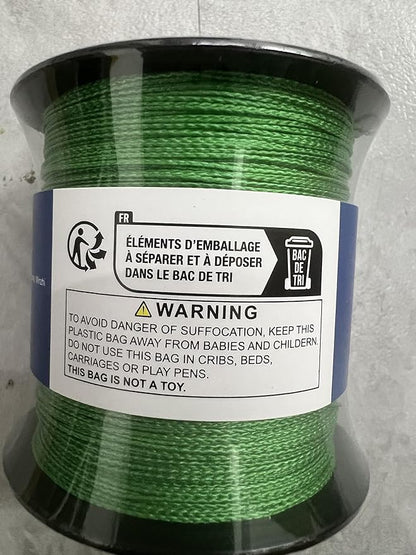 FR
ÉLÉMENTS D'EMBALLAGE
À SÉPARER ET À DÉPOSER
DANS LE BAC DE TRI
BAC
DE
TRI
WARNING
TO AVOID DANGER OF SUFFOCATION, KEEP THIS
PLASTIC BAG AWAY FROM BABIES AND CHILDERN.
DO NOT USE THIS BAG IN CRIBS, BEDS,
CARRIAGES OR PLAY PENS.
THIS BAG IS NOT A TOY.